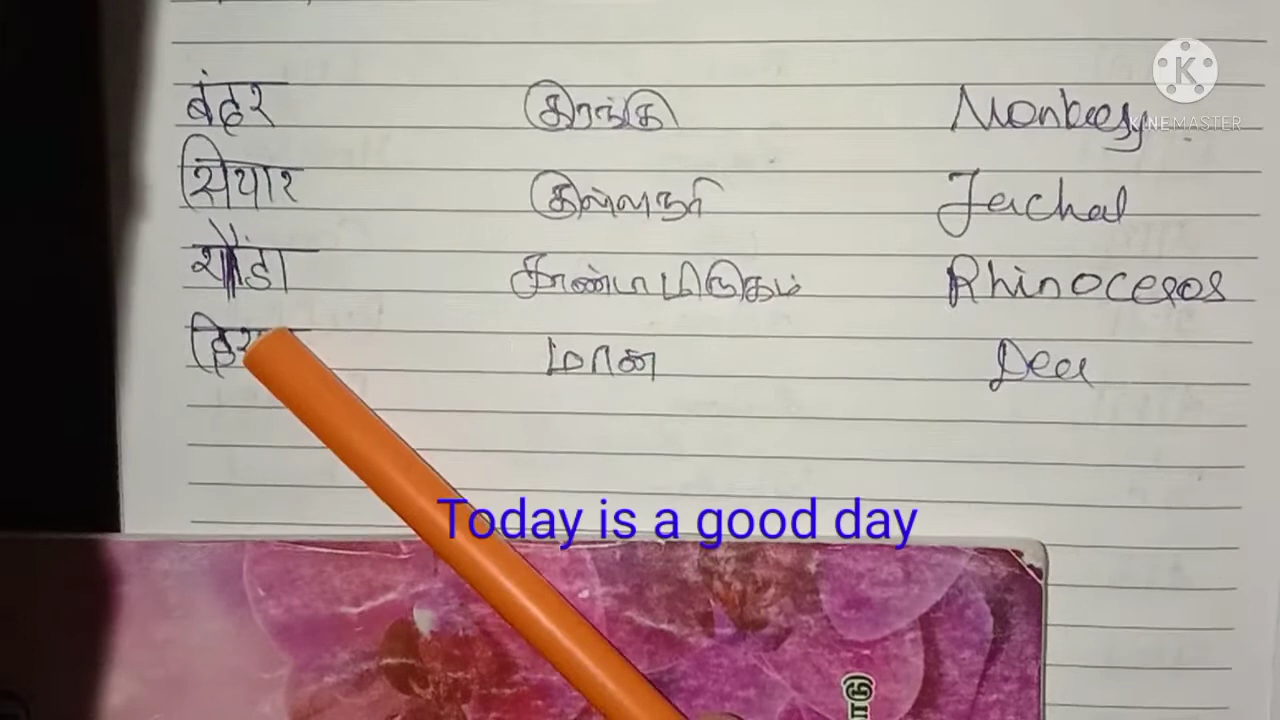 बंदर குரங்கு Monkey
सियार குள்ளநரி Jachal
गैंडा காண்டாமிருகம் Rhinoceros
மான் Deer
Today is a good day
KINEMASTER